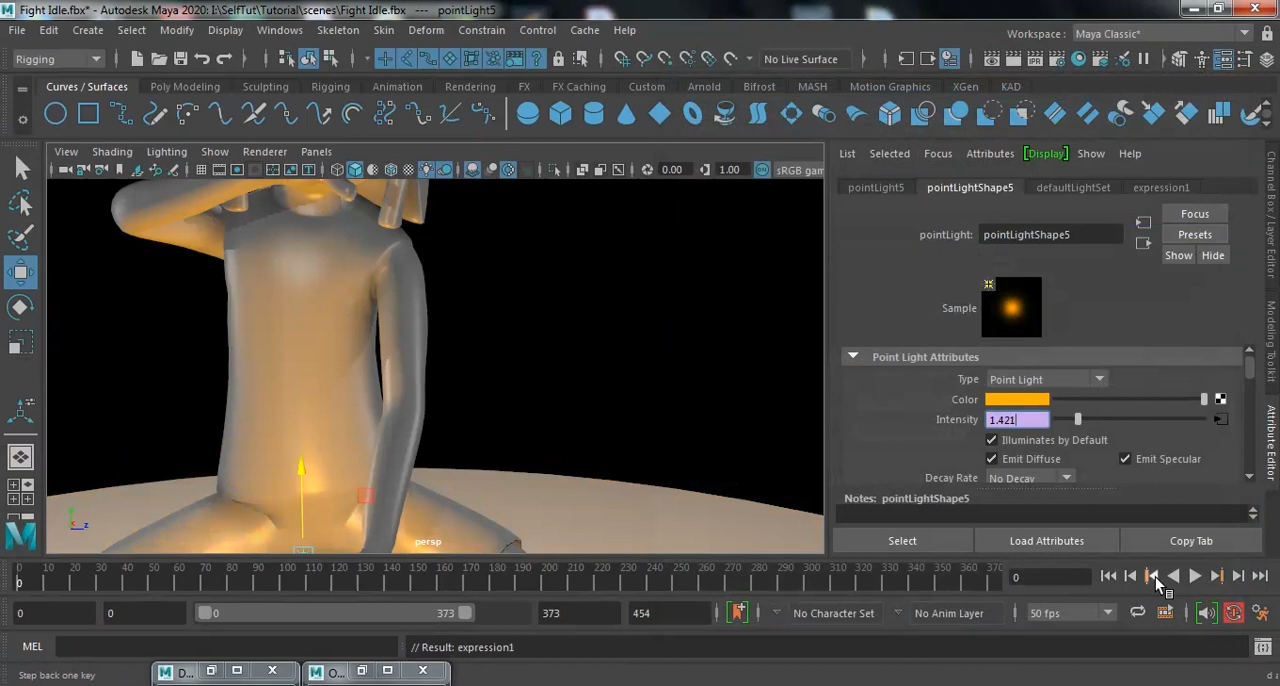 Fight Idle.fbx* - Autodesk Maya 2020: I:\SelfTut\Tutorial\scenes\Fight Idle.fbx --- pointLight5
File Edit Create Select Modify Display Windows Skeleton Skin Deform Constrain Control Cache Help
Workspace : Maya Classic*
Rigging No Live Surface
Curves / Surfaces Poly Modeling Sculpting Rigging Animation Rendering FX FX Caching Custom Arnold Bifrost MASH Motion Graphics XGen KAD
View Shading Lighting Show Renderer Panels
0.00 1.00 sRGB gam
persp
List Selected Focus Attributes [Display] Show Help
pointLight5 pointLightShape5 defaultLightSet expression1
pointLight: pointLightShape5
Focus
Presets
Show Hide
Sample
Point Light Attributes
Type Point Light
Color
Intensity 1.421
Illuminates by Default
Emit Diffuse Emit Specular
Decay Rate No Decay
Notes: pointLightShape5
Select Load Attributes Copy Tab
Channel Box / Layer Editor
Modeling Toolkit
Attribute Editor
0 10 20 30 40 50 60 70 80 90 100 110 120 130 140 150 160 170 180 190 200 210 220 230 240 250 260 270 280 290 300 310 320 330 340 350 360 370
0 0
0 0 0 373 373 454 No Character Set No Anim Layer 50 fps
MEL // Result: expression1
D... O...
Step back one key